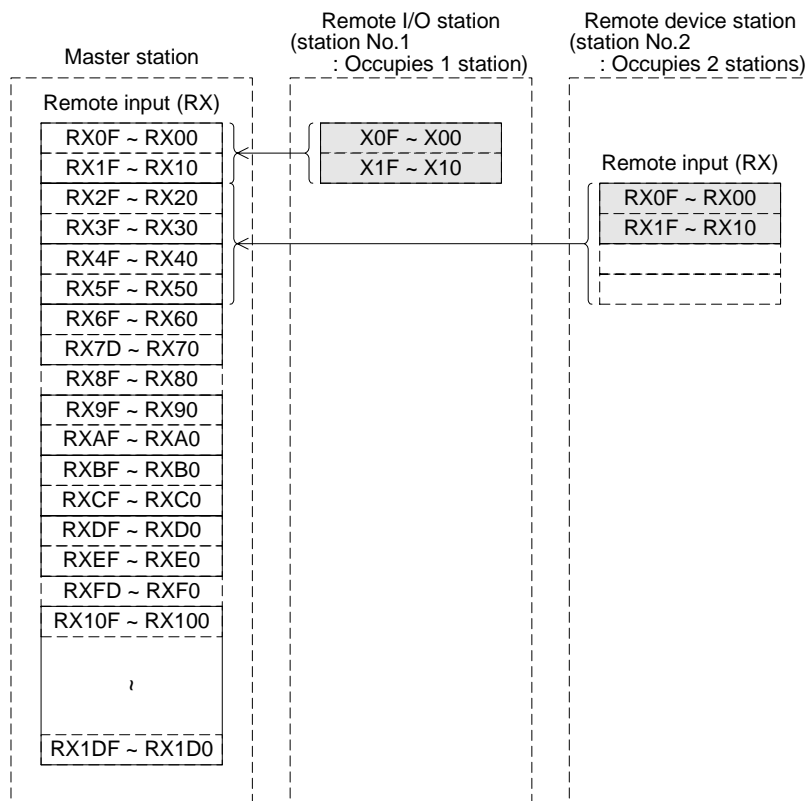 Master station
Remote I/O station
(station No.1
: Occupies 1 station)
Remote device station
(station No.2
: Occupies 2 stations)
Remote input (RX)
RX0F ~ RX00
RX1F ~ RX10
RX2F ~ RX20
RX3F ~ RX30
RX4F ~ RX40
RX5F ~ RX50
RX6F ~ RX60
RX7D ~ RX70
RX8F ~ RX80
RX9F ~ RX90
RXAF ~ RXA0
RXBF ~ RXB0
RXCF ~ RXC0
RXDF ~ RXD0
RXEF ~ RXE0
RXFD ~ RXF0
RX10F ~ RX100
~
RX1DF ~ RX1D0
X0F ~ X00
X1F ~ X10
Remote input (RX)
RX0F ~ RX00
RX1F ~ RX10